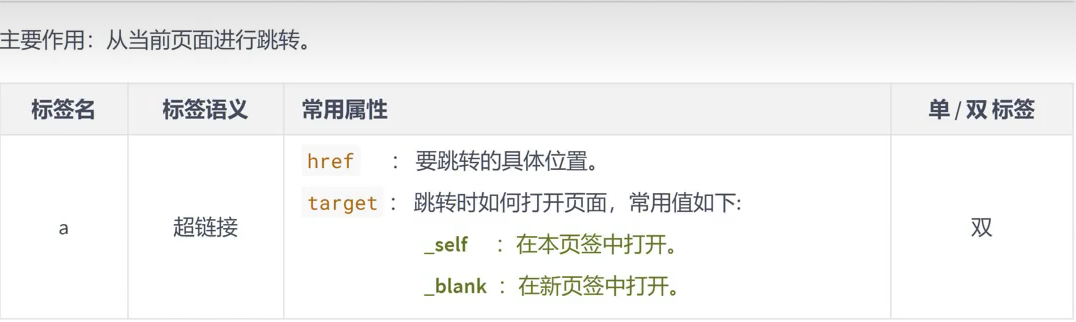 主要作用：从当前页面进行跳转。
标签名 标签语义 常用属性 单 / 双 标签
href ： 要跳转的具体位置。
target ： 跳转时如何打开页面，常用值如下:
a 超链接 双
_self ：在本页签中打开。
_blank ：在新页签中打开。